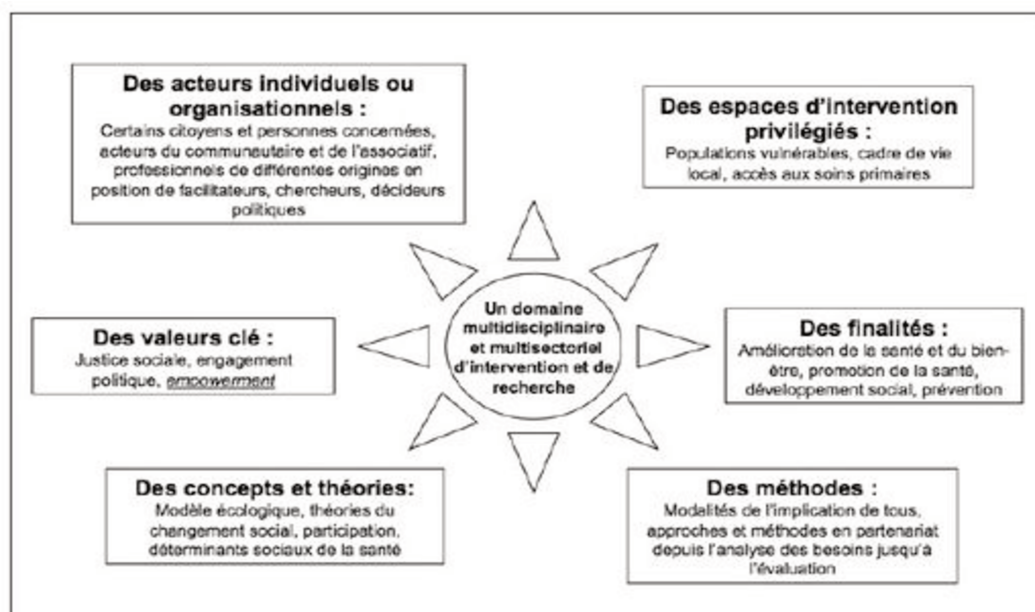 Des acteurs individuels ou
organisationnels :
Certains citoyens et personnes concernées,
acteurs du communautaire et de l'associatif,
professionnels de différentes origines en
position de facilitateurs, chercheurs, décideurs
politiques
Des espaces d'intervention
privilégiés :
Populations vulnérables, cadre de vie
local, accès aux soins primaires
Des valeurs clé :
Justice sociale, engagement
politique, empowerment
Un domaine
multidisciplinaire
et multisectoriel
d'intervention et de
recherche
Des finalités :
Amélioration de la santé et du bien-
être, promotion de la santé,
développement social, prévention
Des concepts et théories:
Modèle écologique, théories du
changement social, participation,
déterminants sociaux de la santé
Des méthodes :
Modalités de l'implication de tous,
approches et méthodes en partenariat
depuis l'analyse des besoins jusqu'à
l'évaluation